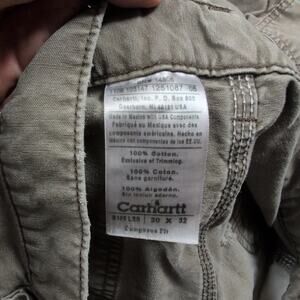 Carhartt, Inc. P.O. Box 600
Dearborn, MI 48121 USA
Made in Mexico with USA Components
Fabriqué au Mexique avec des
composants américains. Hecho en
México con componentes de los EE.UU.
100% Cotton.
Exclusive of Trimming.
100% Coton.
Sans garniture.
100% Algodón.
Sin incluir adorno.
Carhartt
30 X 32